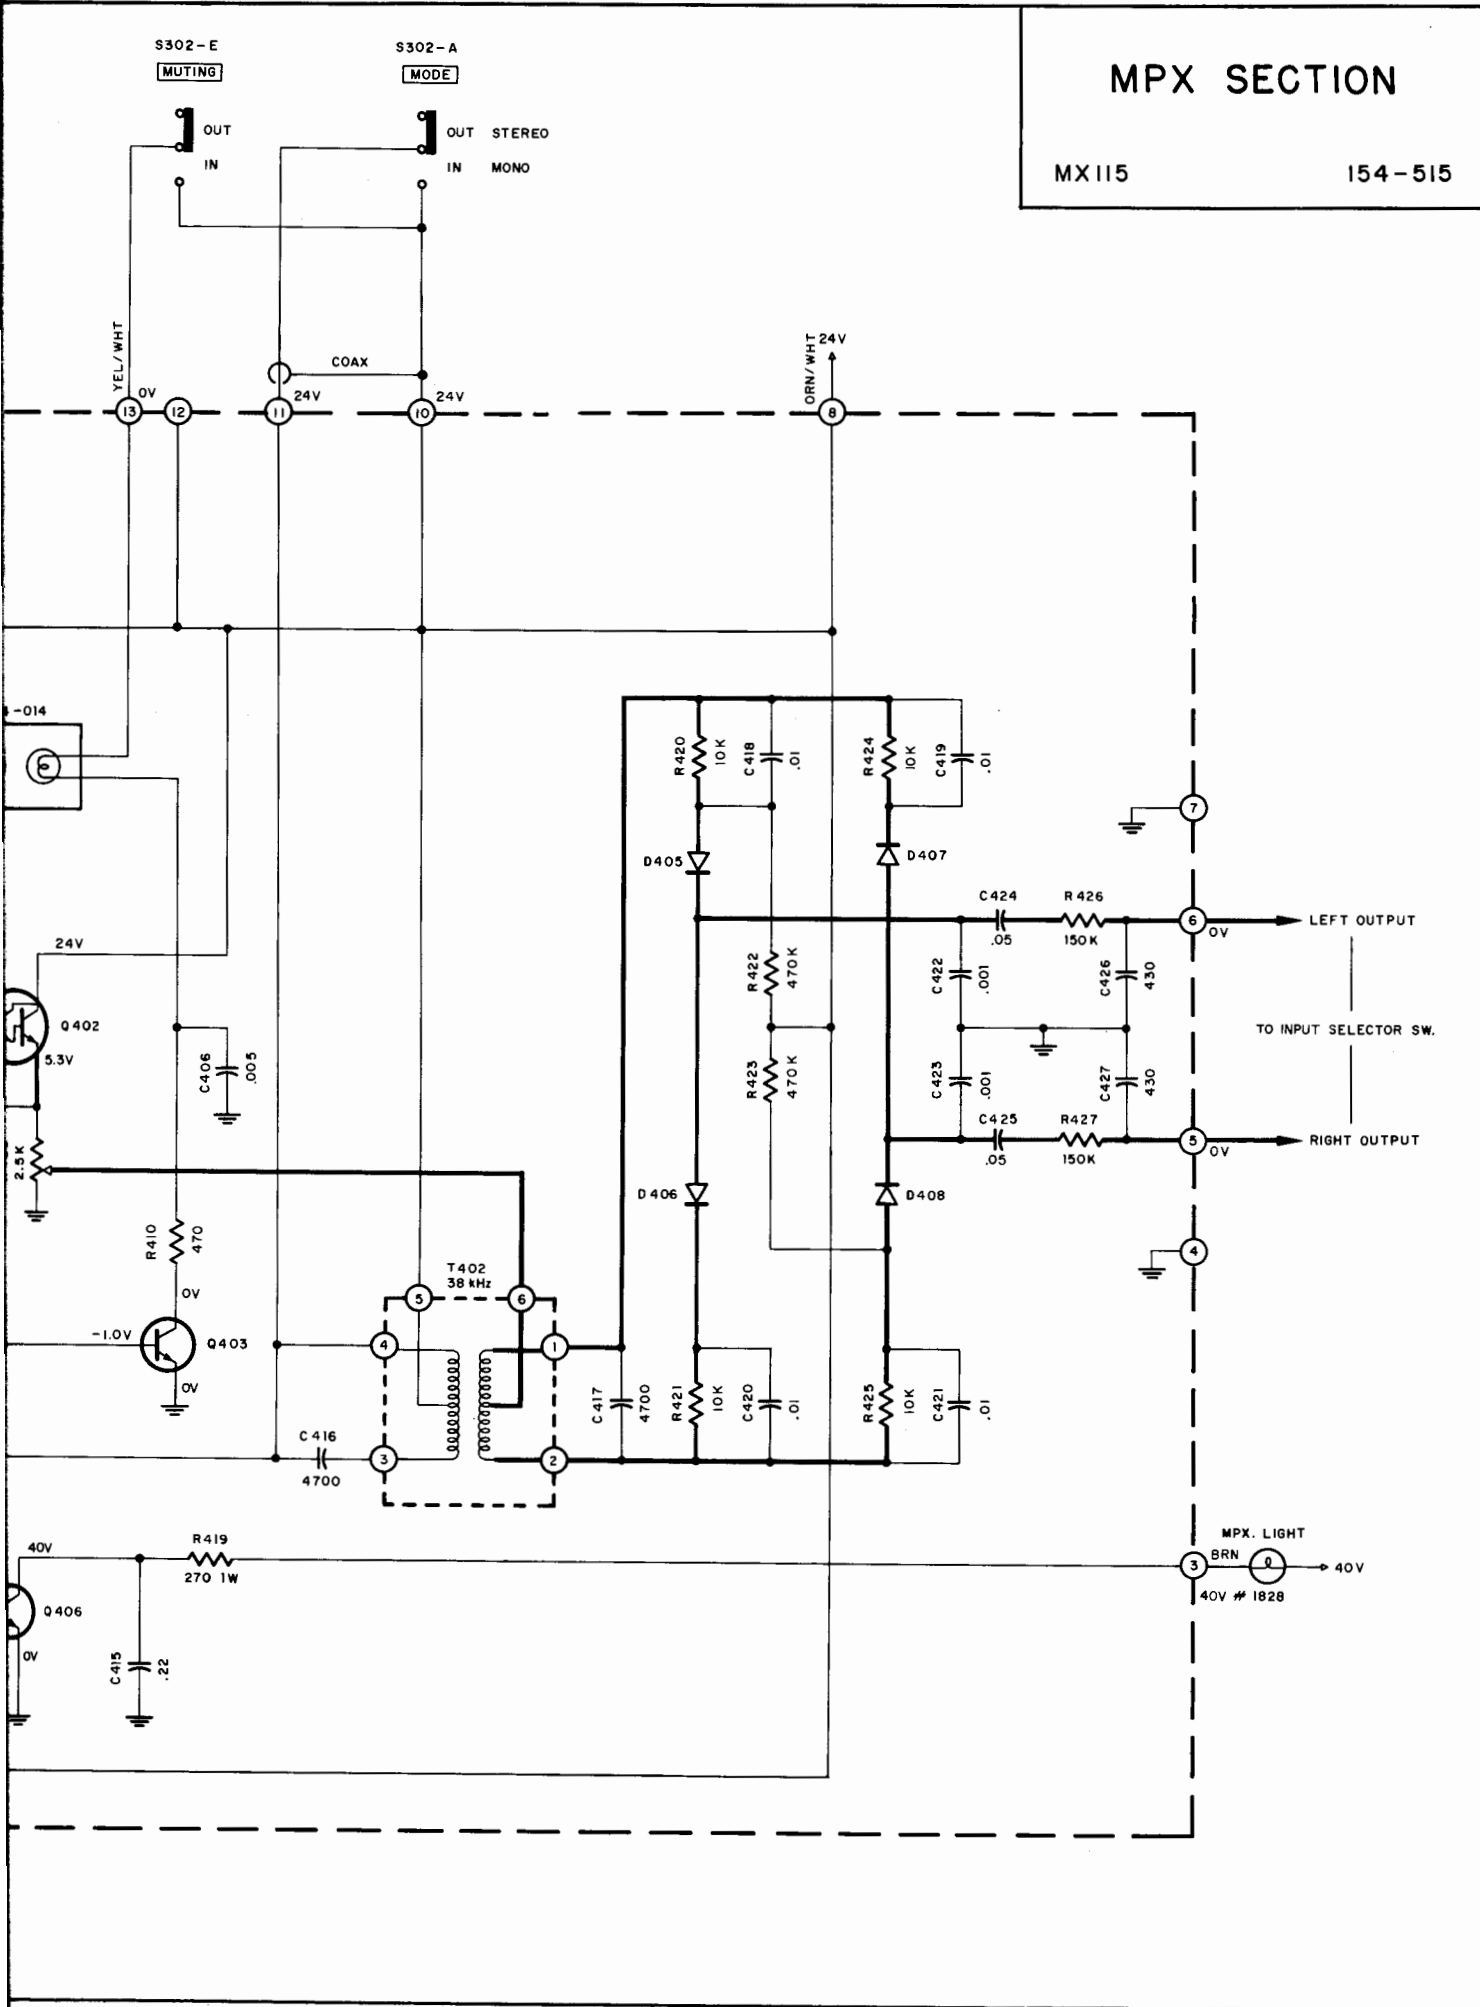 S302-E
MUTING
OUT
IN
S302-A
MODE
OUT STEREO
IN MONO
MPX SECTION
MX115 154-515
YEL/WHT
0V
COAX
24V
24V
ORN/WHT
24V
13
12
11
10
8
-014
R420
10K
C418
.01
R424
10K
C419
.01
7
D405
D407
C424
.05
R426
150K
6
0V
LEFT OUTPUT
24V
Q402
5.3V
C406
.005
R422
470K
C422
.001
C426
430
TO INPUT SELECTOR SW.
R423
470K
C423
.001
C427
430
C425
.05
R427
150K
5
0V
RIGHT OUTPUT
2.5K
D406
D408
R410
470
4
0V
T402
38 kHz
5
6
-1.0V
Q403
4
1
0V
C417
4700
R421
10K
C420
.01
R425
10K
C421
.01
C416
4700
3
2
40V
R419
270 1W
MPX. LIGHT
3
BRN
40V
40V # 1828
Q406
0V
C415
.22